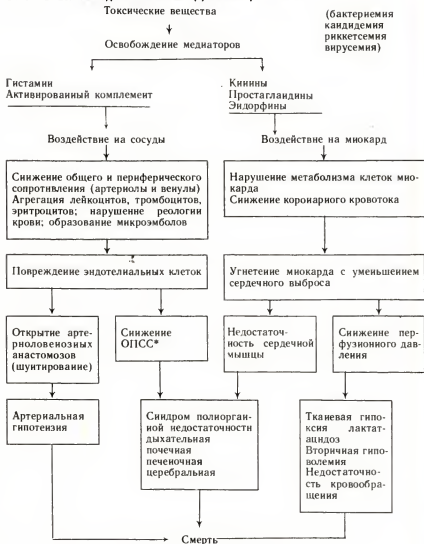 Токсические вещества
(бактериемия
кандидемия
риккетсемия
вирусемия)
Освобождение медиаторов
Гистамин
Активированный комплемент
Кинины
Простагландины
Эндорфины
Воздействие на сосуды
Воздействие на миокард
Снижение общего и периферического
сопротивления (артериолы и венулы)
Агрегация лейкоцитов, тромбоцитов,
эритроцитов; нарушение реологии
крови; образование микроэмболов
Нарушение метаболизма клеток мио-
карда
Снижение коронарного кровотока
Повреждение эндотелиальных клеток
Угнетение миокарда с уменьшением
сердечного выброса
Открытие арте-
риоловенозных
анастомозов
(шунтирование)
Снижение
ОПСС*
Недостаточ-
ность сердечной
мышцы
Снижение пер-
фузионного дав-
ления
Артериальная
гипотензия
Синдром полиорган-
ной недостаточности
дыхательная
почечная
печеночная
церебральная
Тканевая гипо-
ксия лактат-
ацидоз
Вторичная гипо-
волемия
Недостаточно-
сть кровообра-
щения
Смерть